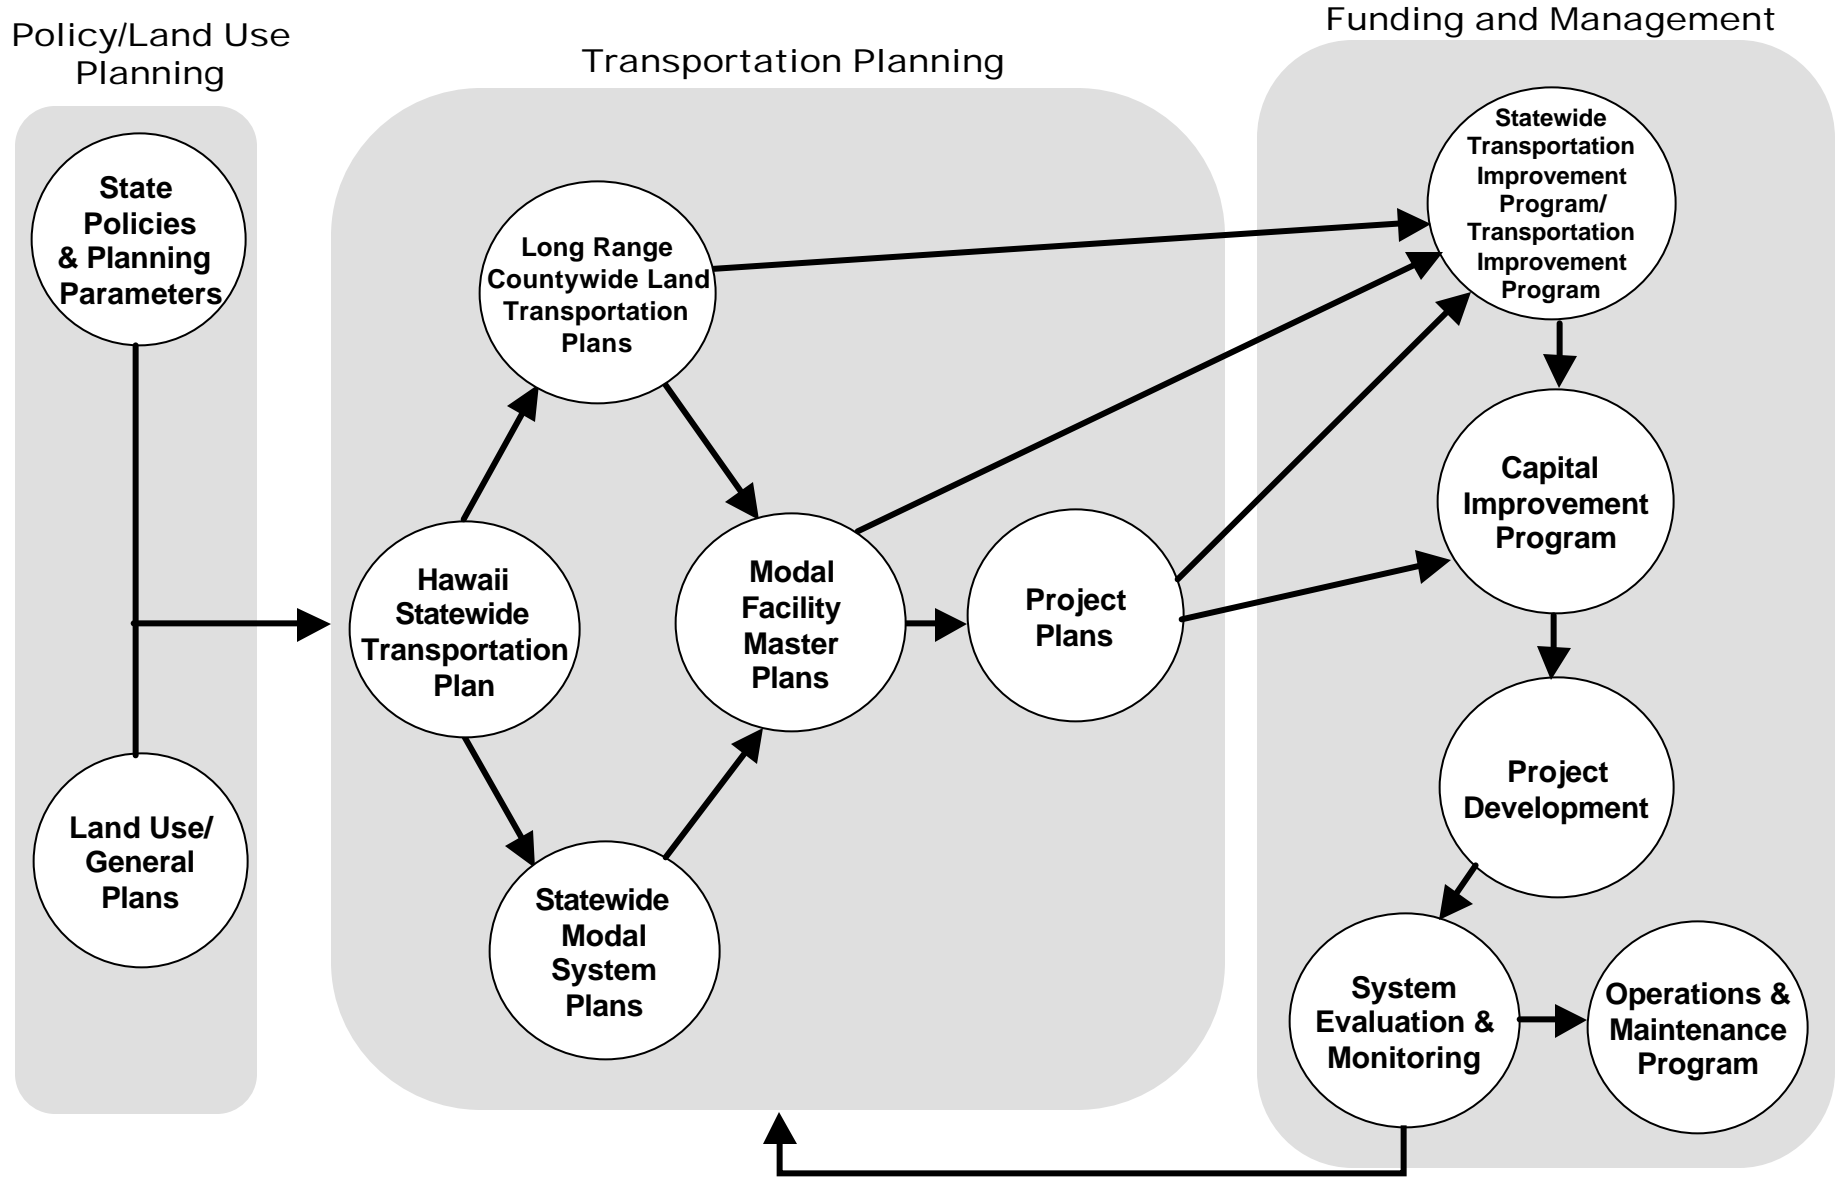 Policy/Land Use
Planning
Transportation Planning
Funding and Management
State
Policies
& Planning
Parameters
Land Use/
General
Plans
Long Range
Countywide Land
Transportation
Plans
Hawaii
Statewide
Transportation
Plan
Statewide
Modal
System
Plans
Modal
Facility
Master
Plans
Project
Plans
Statewide
Transportation
Improvement
Program/
Transportation
Improvement
Program
Capital
Improvement
Program
Project
Development
System
Evaluation &
Monitoring
Operations &
Maintenance
Program